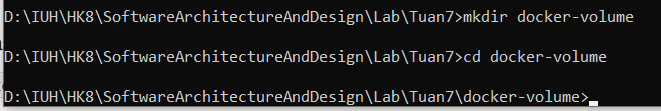 D:\IUH\HK8\SoftwareArchitectureAndDesign\Lab\Tuan7>mkdir docker-volume
D:\IUH\HK8\SoftwareArchitectureAndDesign\Lab\Tuan7>cd docker-volume
D:\IUH\HK8\SoftwareArchitectureAndDesign\Lab\Tuan7\docker-volume>